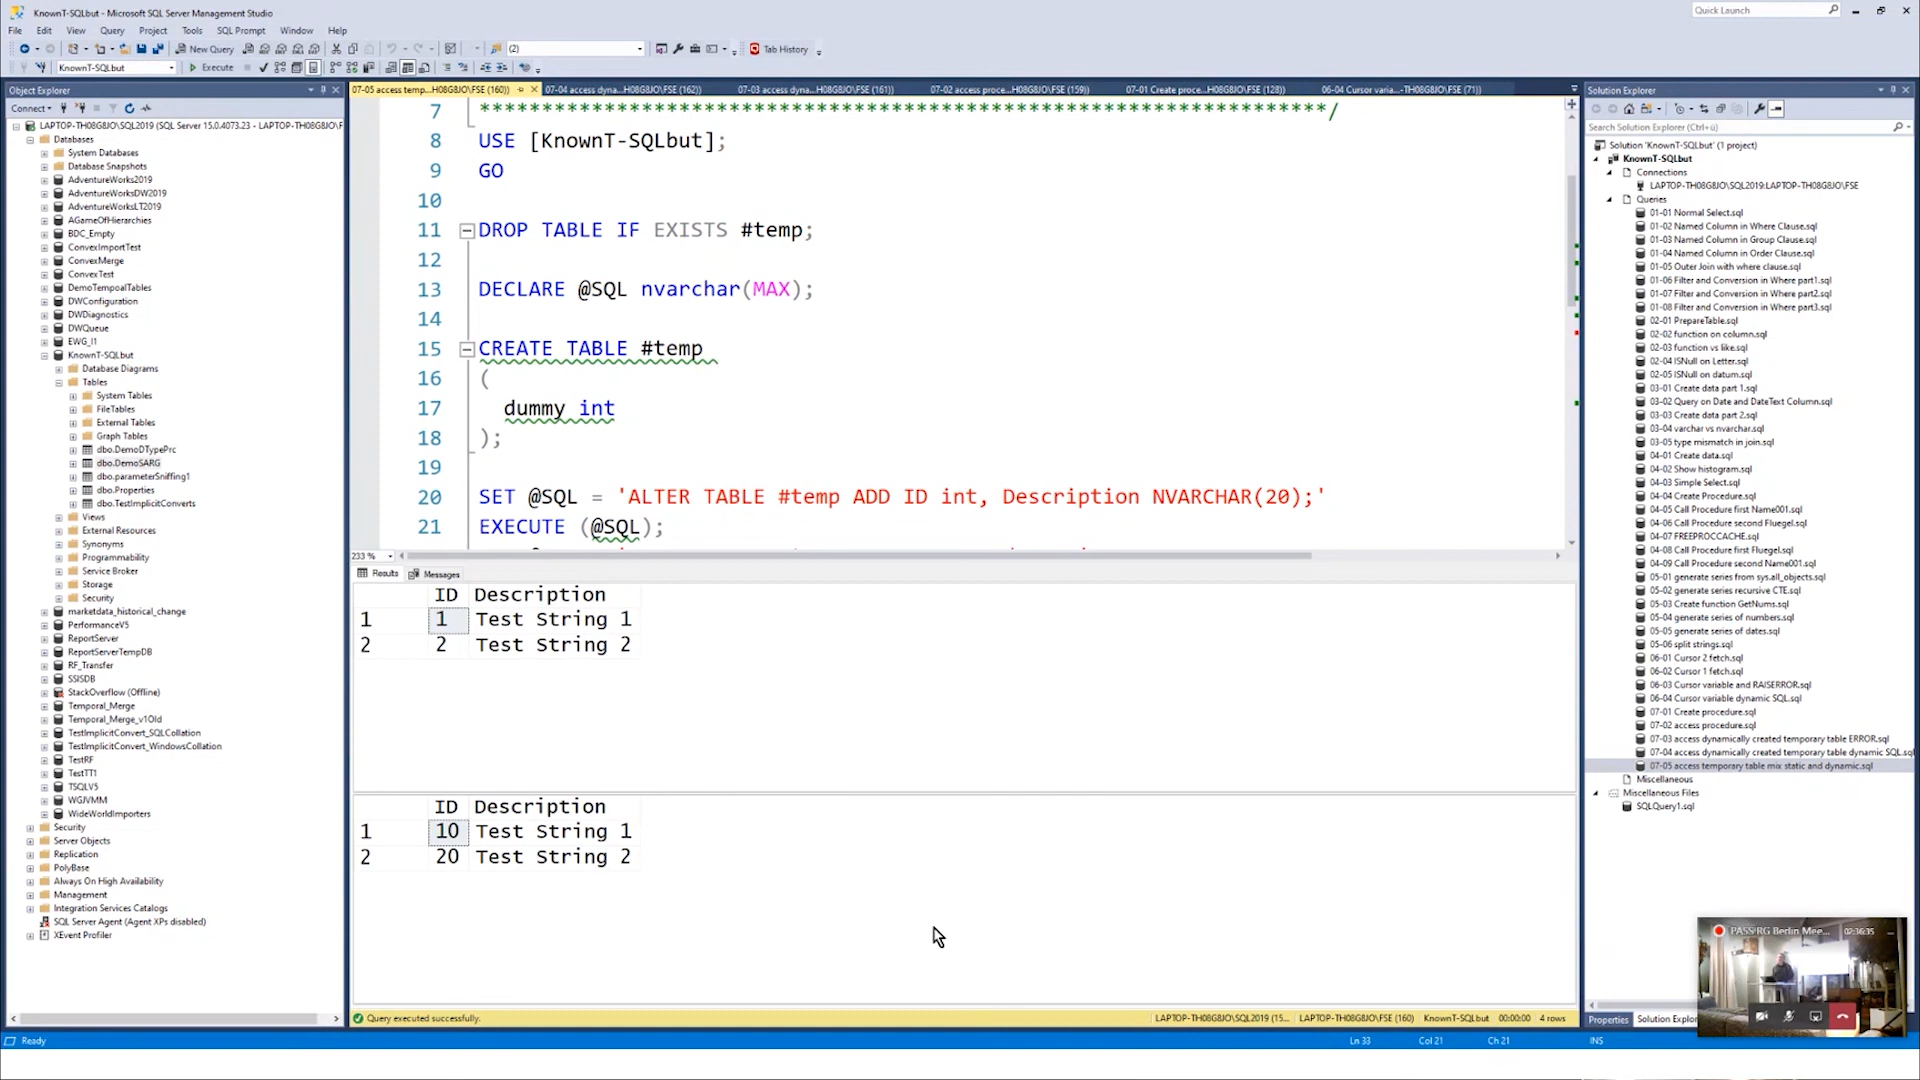 KnownT-SQLbut - Microsoft SQL Server Management Studio
Quick Launch
File Edit View Query Project Tools SQL Prompt Window Help
New Query
(2)
Tab History
KnownT-SQLbut
Execute
Object Explorer
Connect
LAPTOP-TH08G8JO\SQL2019 (SQL Server 15.0.4073.23 - LAPTOP-TH08G8JO\F
Databases
System Databases
Database Snapshots
AdventureWorks2019
AdventureWorksDW2019
AdventureWorksLT2019
AGameOfHierarchies
BDC_Empty
ConvexImportTest
ConvexMerge
ConvexTest
DemoTempoalTables
DWConfiguration
DWDiagnostics
DWQueue
EWG_I1
KnownT-SQLbut
Database Diagrams
Tables
System Tables
FileTables
External Tables
Graph Tables
dbo.DemoDTypePrc
dbo.DemoSARG
dbo.parameterSniffing1
dbo.Properties
dbo.TestImplicitConverts
Views
External Resources
Synonyms
Programmability
Service Broker
Storage
Security
marketdata_historical_change
PerformanceV5
ReportServer
ReportServerTempDB
RF_Transfer
SSISDB
StackOverflow (Offline)
Temporal_Merge
Temporal_Merge_v1Old
TestImplicitConvert_SQLCollation
TestImplicitConvert_WindowsCollation
TestRF
TestTT1
TSQLV5
WGJVMM
WideWorldImporters
Security
Server Objects
Replication
PolyBase
Always On High Availability
Management
Integration Services Catalogs
SQL Server Agent (Agent XPs disabled)
XEvent Profiler
07-05 access temp...H08G8JO\FSE (160))
07-04 access dyna...H08G8JO\FSE (162))
07-03 access dyna...H08G8JO\FSE (161))
07-02 access proce...H08G8JO\FSE (159))
07-01 Create proce...H08G8JO\FSE (128))
06-04 Cursor varia...-TH08G8JO\FSE (71))
7 ********************************************************************/
8 USE [KnownT-SQLbut];
9 GO
10
11 DROP TABLE IF EXISTS #temp;
12
13 DECLARE @SQL nvarchar(MAX);
14
15 CREATE TABLE #temp
16 (
17 dummy int
18 );
19
20 SET @SQL = 'ALTER TABLE #temp ADD ID int, Description NVARCHAR(20);'
21 EXECUTE (@SQL);
233 %
Results Messages
ID Description
1 1 Test String 1
2 2 Test String 2
ID Description
1 10 Test String 1
2 20 Test String 2
Query executed successfully.
LAPTOP-TH08G8JO\SQL2019 (15... LAPTOP-TH08G8JO\FSE (160) KnownT-SQLbut 00:00:00 4 rows
Solution Explorer
Search Solution Explorer (Ctrl+ü)
Solution 'KnownT-SQLbut' (1 project)
KnownT-SQLbut
Connections
LAPTOP-TH08G8JO\SQL2019:LAPTOP-TH08G8JO\FSE
Queries
01-01 Normal Select.sql
01-02 Named Column in Where Clause.sql
01-03 Named Column in Group Clause.sql
01-04 Named Column in Order Clause.sql
01-05 Outer Join with where clause.sql
01-06 Filter and Conversion in Where part1.sql
01-07 Filter and Conversion in Where part2.sql
01-08 Filter and Conversion in Where part3.sql
02-01 PrepareTable.sql
02-02 function on column.sql
02-03 function vs like.sql
02-04 ISNull on Letter.sql
02-05 ISNull on datum.sql
03-01 Create data part 1.sql
03-02 Query on Date and DateText Column.sql
03-03 Create data part 2.sql
03-04 varchar vs nvarchar.sql
03-05 type mismatch in join.sql
04-01 Create data.sql
04-02 Show histogram.sql
04-03 Simple Select.sql
04-04 Create Procedure.sql
04-05 Call Procedure first Name001.sql
04-06 Call Procedure second Fluegel.sql
04-07 FREEPROCCACHE.sql
04-08 Call Procedure first Fluegel.sql
04-09 Call Procedure second Name001.sql
05-01 generate series from sys.all_objects.sql
05-02 generate series recursive CTE.sql
05-03 Create function GetNums.sql
05-04 generate series of numbers.sql
05-05 generate series of dates.sql
05-06 split strings.sql
06-01 Cursor 2 fetch.sql
06-02 Cursor 1 fetch.sql
06-03 Cursor variable and RAISERROR.sql
06-04 Cursor variable dynamic SQL.sql
07-01 Create procedure.sql
07-02 access procedure.sql
07-03 access dynamically created temporary table ERROR.sql
07-04 access dynamically created temporary table dynamic SQL.sql
07-05 access temporary table mix static and dynamic.sql
Miscellaneous
Miscellaneous Files
SQLQuery1.sql
PASS RG Berlin Mee... 02:36:35
Properties Solution Explor
Ready
Ln 33 Col 21 Ch 21 INS